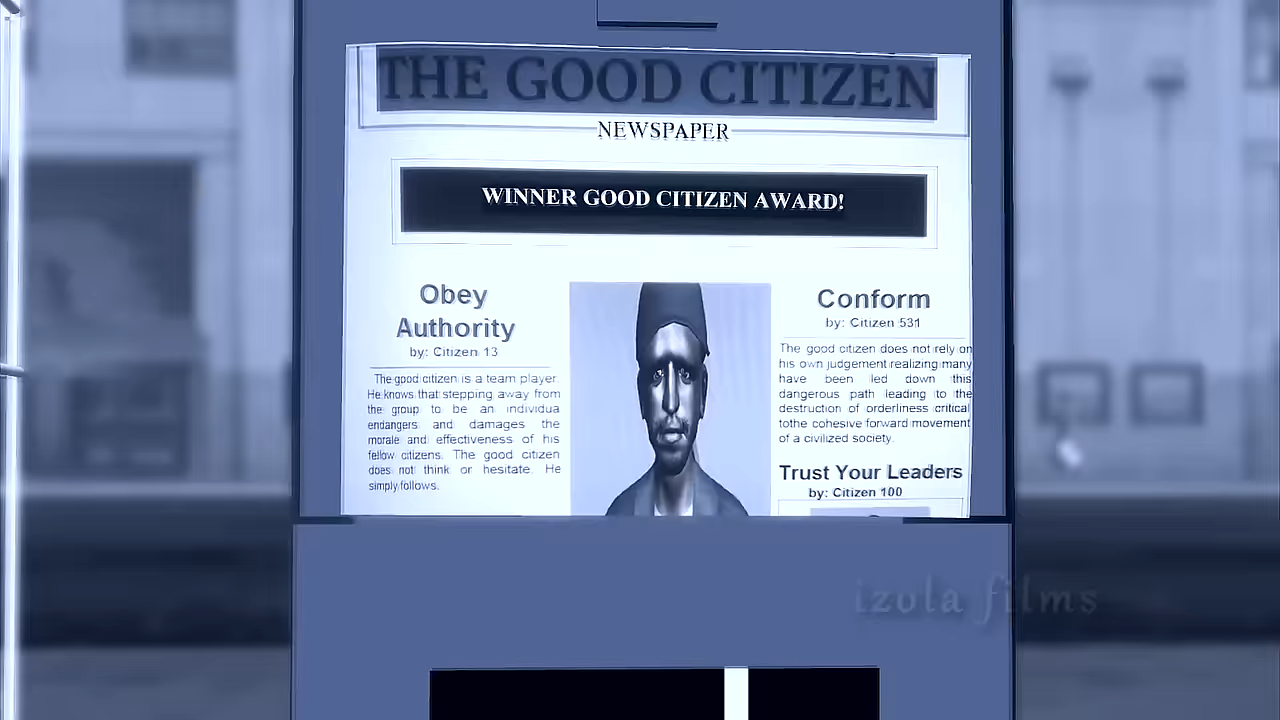 THE GOOD CITIZEN
NEWSPAPER
WINNER GOOD CITIZEN AWARD!
Obey
Authority
by: Citizen 13
The good citizen is a team player.
He knows that stepping away from
the group to be an individua
endangers and damages the
morale and effectiveness of his
fellow citizens. The good citizen
does not think or hesitate. He
simply follows.
Conform
by: Citizen 531
The good citizen does not rely on
his own judgement realizing many
have been led down this
dangerous path leading to the
destruction of orderliness critical
tothe cohesive forward movement
of a civilized society.
Trust Your Leaders
by: Citizen 100
izola films